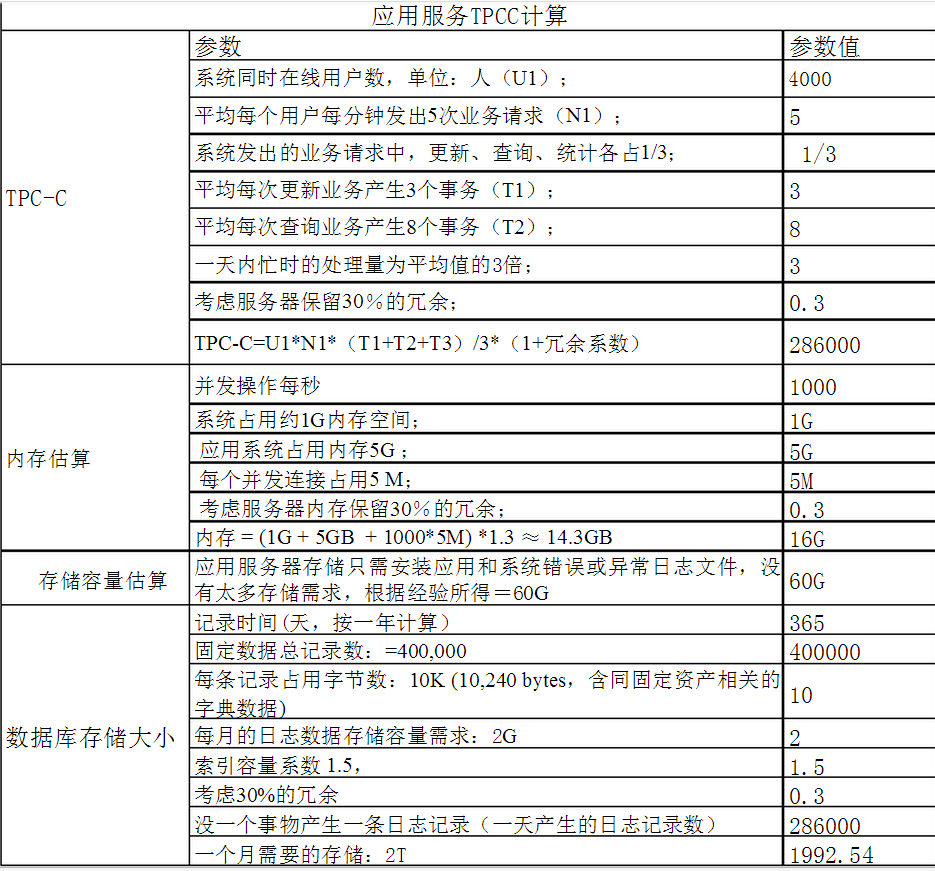 应用服务TPCC计算
TPC-C
参数 参数值
系统同时在线用户数，单位：人（U1）； 4000
平均每个用户每分钟发出5次业务请求（N1）； 5
系统发出的业务请求中，更新、查询、统计各占1/3； 1/3
平均每次更新业务产生3个事务（T1）； 3
平均每次查询业务产生8个事务（T2）； 8
一天内忙时的处理量为平均值的3倍； 3
考虑服务器保留30％的冗余； 0.3
TPC-C=U1*N1*（T1+T2+T3）/3*（1+冗余系数） 286000
内存估算
并发操作每秒 1000
系统占用约1G内存空间； 1G
应用系统占用内存5G； 5G
每个并发连接占用5 M； 5M
考虑服务器内存保留30％的冗余； 0.3
内存 = (1G + 5GB + 1000*5M) *1.3 ≈ 14.3GB 16G
存储容量估算
应用服务器存储只需安装应用和系统错误或异常日志文件，没
有太多存储需求，根据经验所得＝60G 60G
数据库存储大小
记录时间(天，按一年计算） 365
固定数据总记录数：=400,000 400000
每条记录占用字节数：10K (10,240 bytes，含同固定资产相关的
字典数据) 10
每月的日志数据存储容量需求：2G 2
索引容量系数 1.5， 1.5
考虑30%的冗余 0.3
没一个事物产生一条日志记录（一天产生的日志记录数） 286000
一个月需要的存储：2T 1992.54